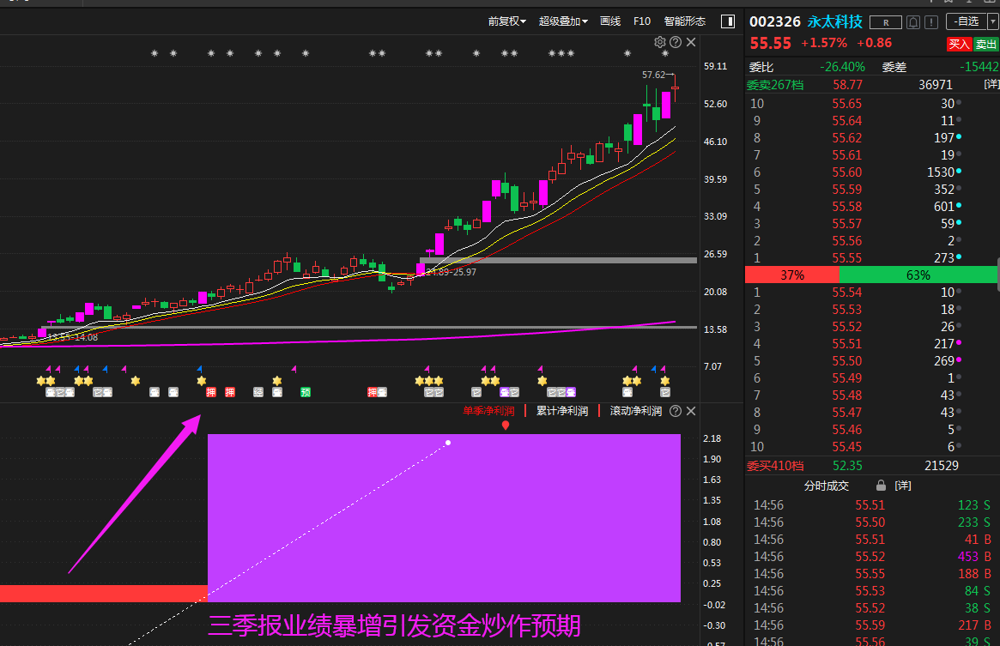 前复权 超级叠加 画线 F10 智能形态
002326 永太科技 R -自选
55.55 +1.57% +0.86 买入 卖出
委比 -26.40% 委差 -15442
委卖267档 58.77 36971 [详]
10 55.65 30
9 55.64 11
8 55.62 197
7 55.61 19
6 55.60 1530
5 55.59 352
4 55.58 601
3 55.57 59
2 55.56 2
1 55.55 273
37% 63%
1 55.54 10
2 55.53 18
3 55.52 26
4 55.51 217
5 55.50 269
6 55.49 1
7 55.48 43
8 55.47 43
9 55.46 5
10 55.45 6
委买410档 52.35 21529
分时成交 [详]
14:56 55.51 123 S
14:56 55.50 233 S
14:56 55.51 41 B
14:56 55.52 453 B
14:56 55.55 188 B
14:56 55.53 84 S
14:56 55.52 38 S
14:56 55.59 217 B
14:56 55.56 39 S
57.62
59.11
52.60
46.10
39.59
33.09
26.59
20.08
13.58
7.07
24.89-25.97
13.55-14.08
押 押 预 押
单季净利润 累计净利润 滚动净利润
2.18
1.90
1.63
1.35
1.08
0.80
0.53
0.25
-0.02
-0.30
-0.57
三季报业绩暴增引发资金炒作预期